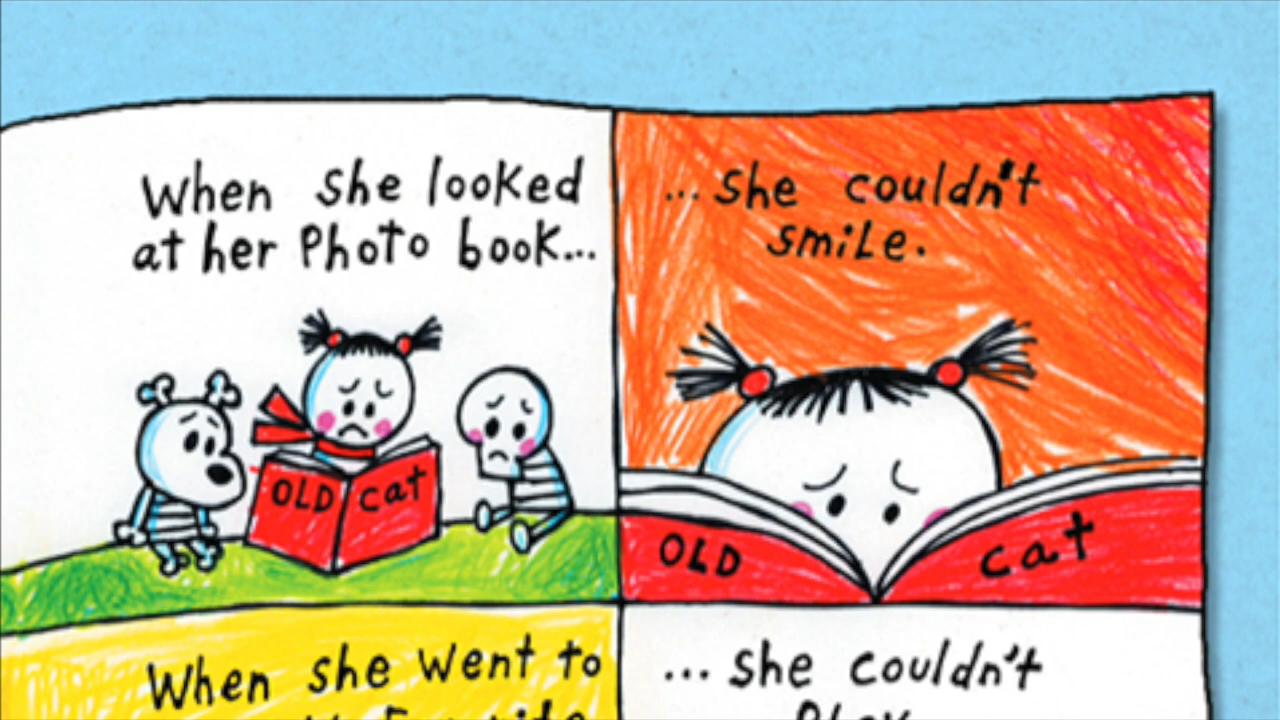 When she looked
at her Photo book...
OLD cat
...she couldn't
smile.
OLD cat
When she went to
...she couldn't